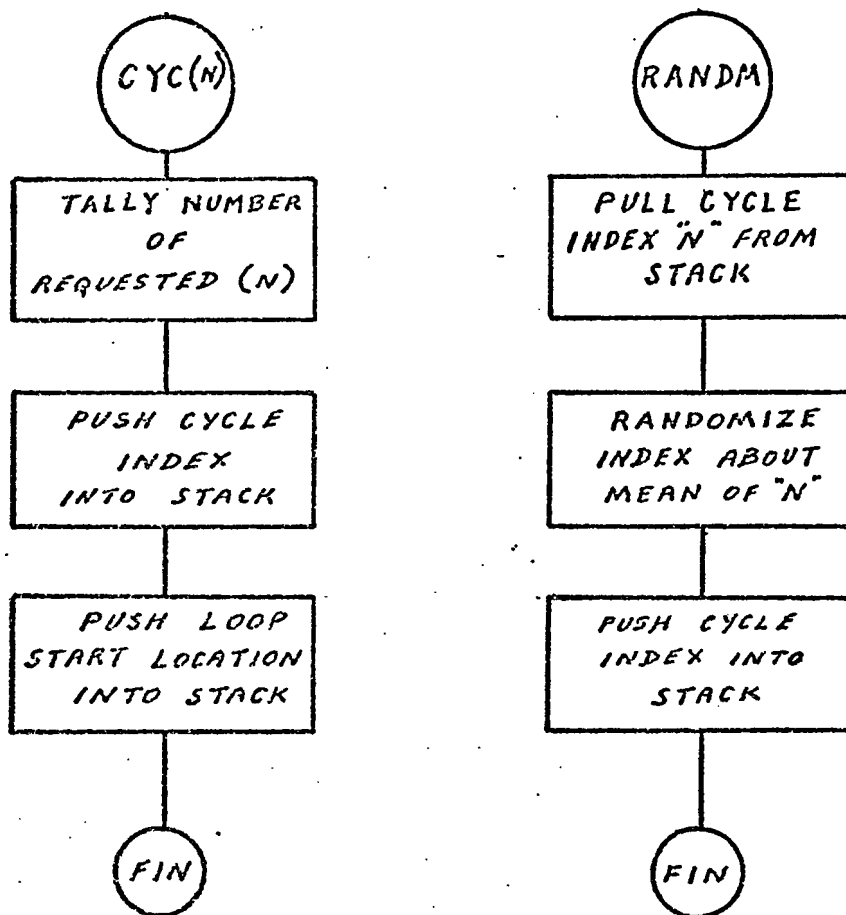 CYC(N)
TALLY NUMBER
OF
REQUESTED (N)
PUSH CYCLE
INDEX
INTO STACK
PUSH LOOP
START LOCATION
INTO STACK
FIN
RANDM
PULL CYCLE
INDEX "N" FROM
STACK
RANDOMIZE
INDEX ABOUT
MEAN OF "N"
PUSH CYCLE
INDEX INTO
STACK
FIN